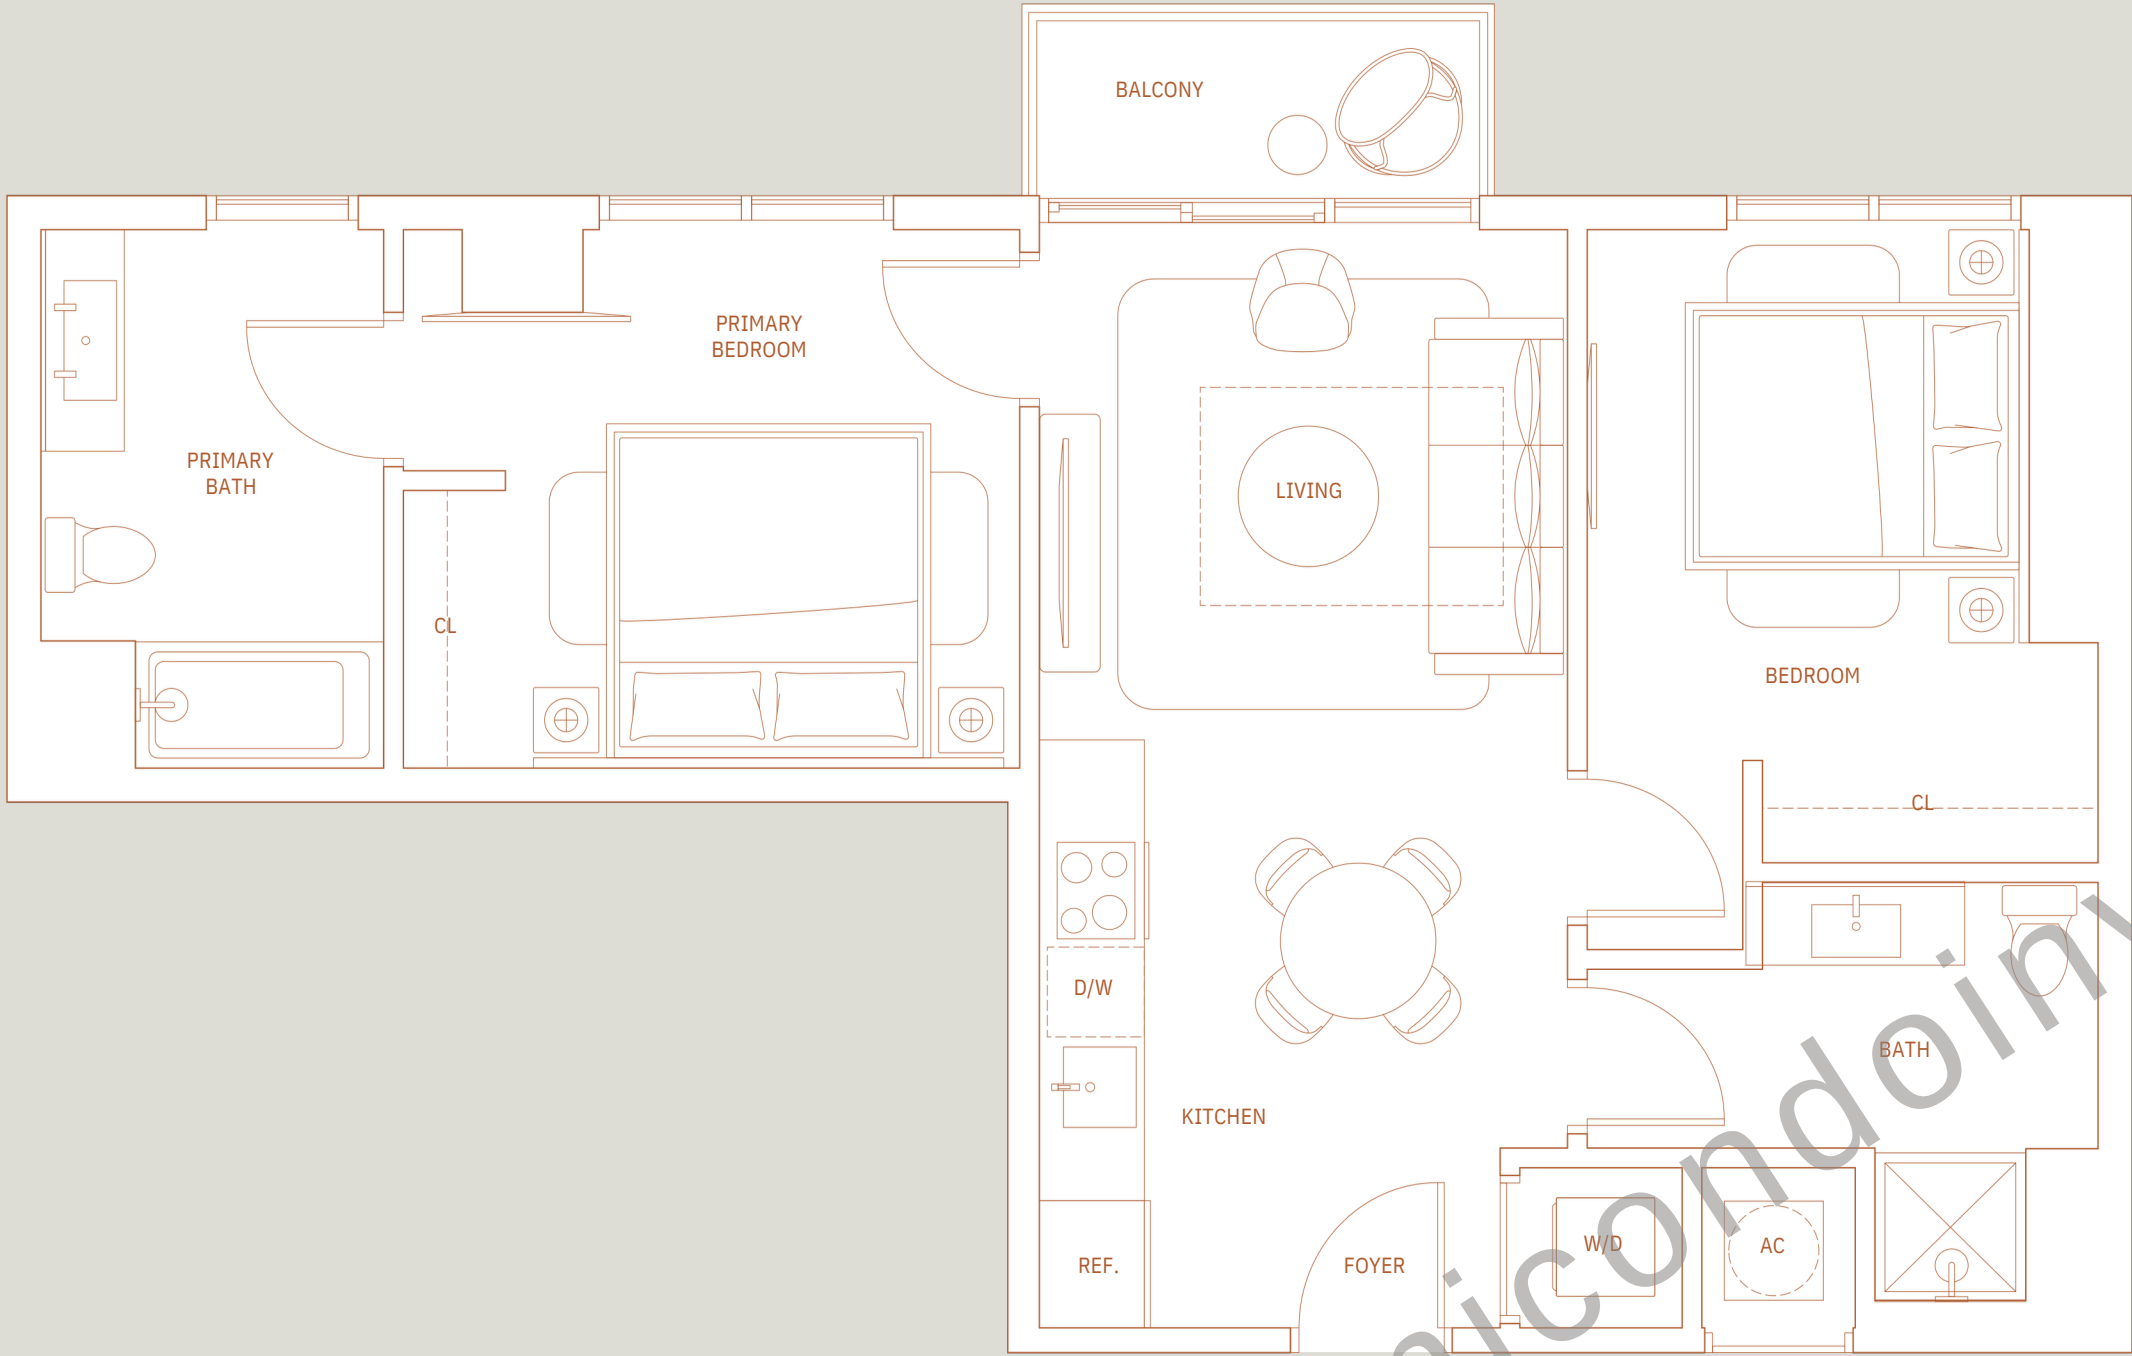 BALCONY
PRIMARY
BEDROOM
PRIMARY
BATH
LIVING
CL
BEDROOM
CL
D/W
BATH
KITCHEN
REF.
FOYER
W/D
AC